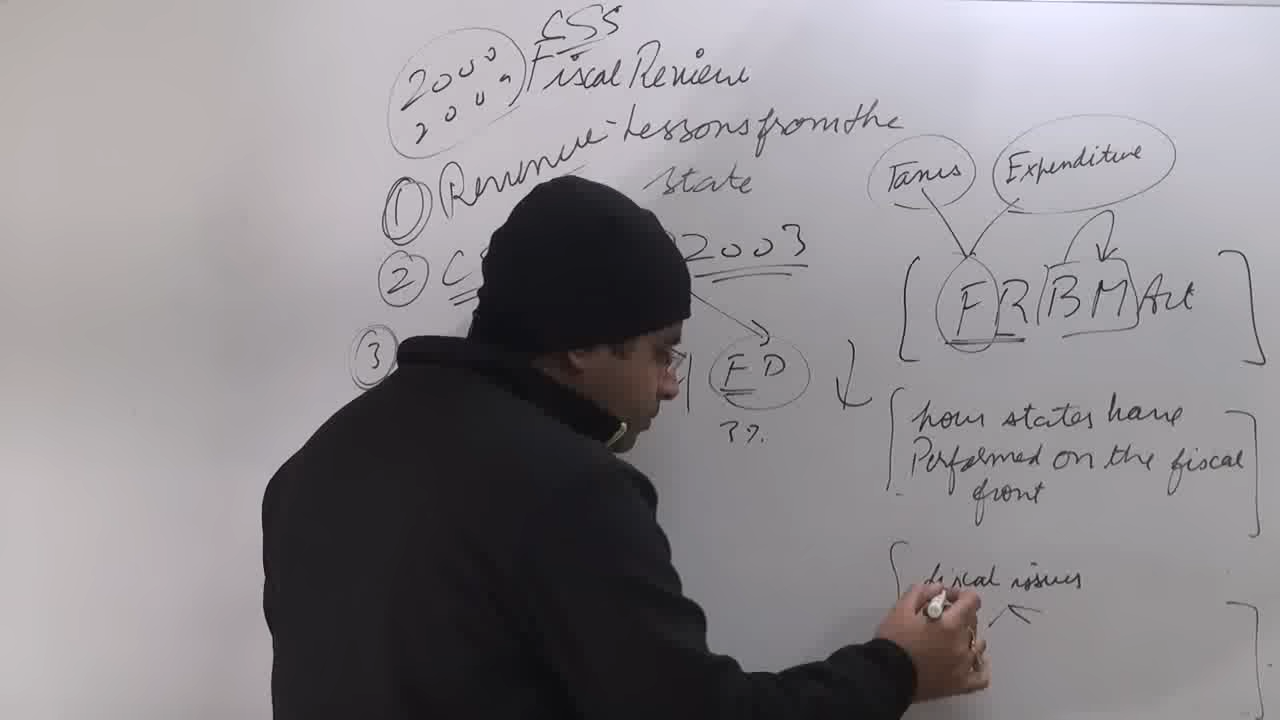 CSS
2000
Fiscal Review
2009
Revenue - Lessons from the
state
①
② C
2003
③
FD
3%
Taxes
Expenditure
[FRBM Act]
how states have
Performed on the fiscal
front
fiscal issues